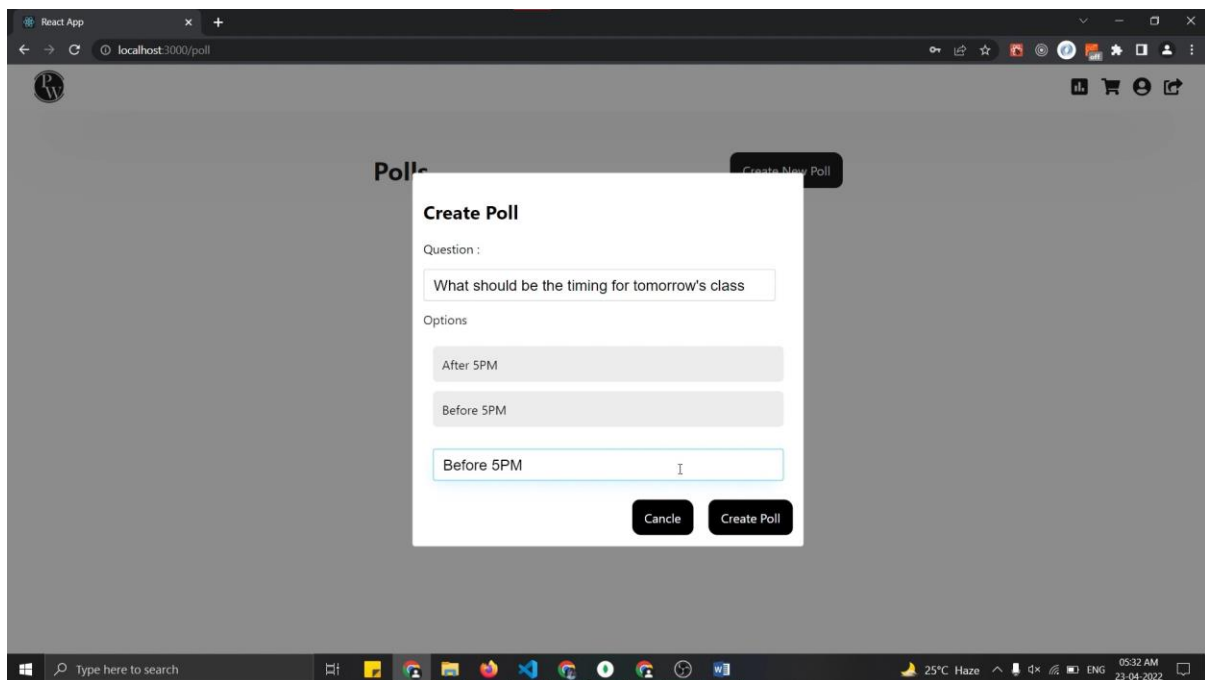 React App
localhost:3000/poll
PW
off
Polls
Create New Poll
Create Poll
Question :
What should be the timing for tomorrow's class
Options
After 5PM
Before 5PM
Before 5PM
Cancle
Create Poll
Type here to search
25°C Haze
ENG
05:32 AM
23-04-2022